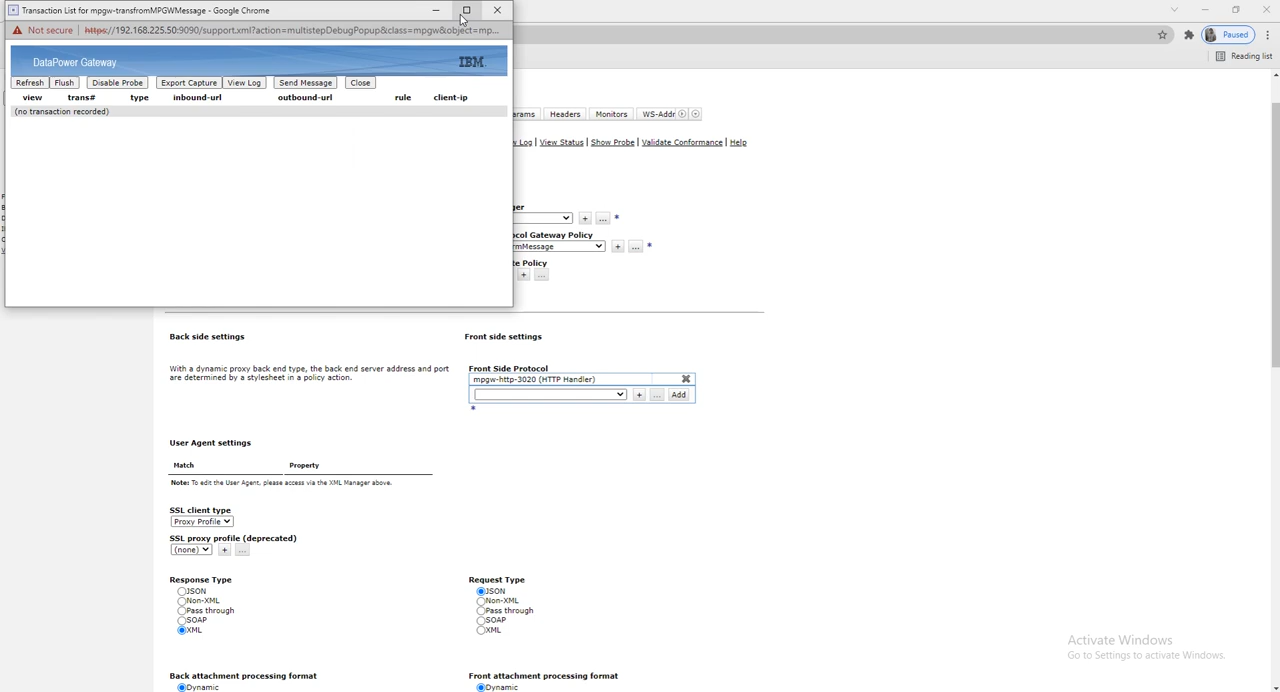 Transaction List for mpgw-transfromMPGWMessage - Google Chrome
Not secure | https://192.168.225.50:9090/support.xml?action=multistepDebugPopup&class=mpgw&object=mp...
Paused
Reading list
DataPower Gateway IBM.
Refresh Flush Disable Probe Export Capture View Log Send Message Close
view trans# type inbound-url outbound-url rule client-ip
(no transaction recorded)
arams Headers Monitors WS-Addr
w Log | View Status | Show Probe | Validate Conformance | Help
ger
+ ... *
ocol Gateway Policy
rmMessage + ... *
te Policy
+ ...
Back side settings Front side settings
With a dynamic proxy back end type, the back end server address and port
are determined by a stylesheet in a policy action.
Front Side Protocol
mpgw-http-3020 (HTTP Handler)
+ ... Add
*
User Agent settings
Match Property
Note: To edit the User Agent, please access via the XML Manager above.
SSL client type
Proxy Profile
SSL proxy profile (deprecated)
(none) + ...
Response Type Request Type
JSON JSON
Non-XML Non-XML
Pass through Pass through
SOAP SOAP
XML XML
Back attachment processing format Front attachment processing format
Dynamic Dynamic
Activate Windows
Go to Settings to activate Windows.